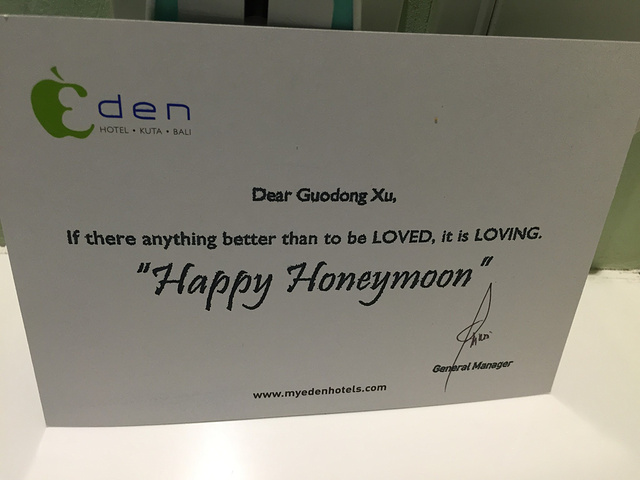 Eden
HOTEL • KUTA • BALI
Dear Guodong Xu,
If there anything better than to be LOVED, it is LOVING.
"Happy Honeymoon"
General Manager
www.myedenhotels.com